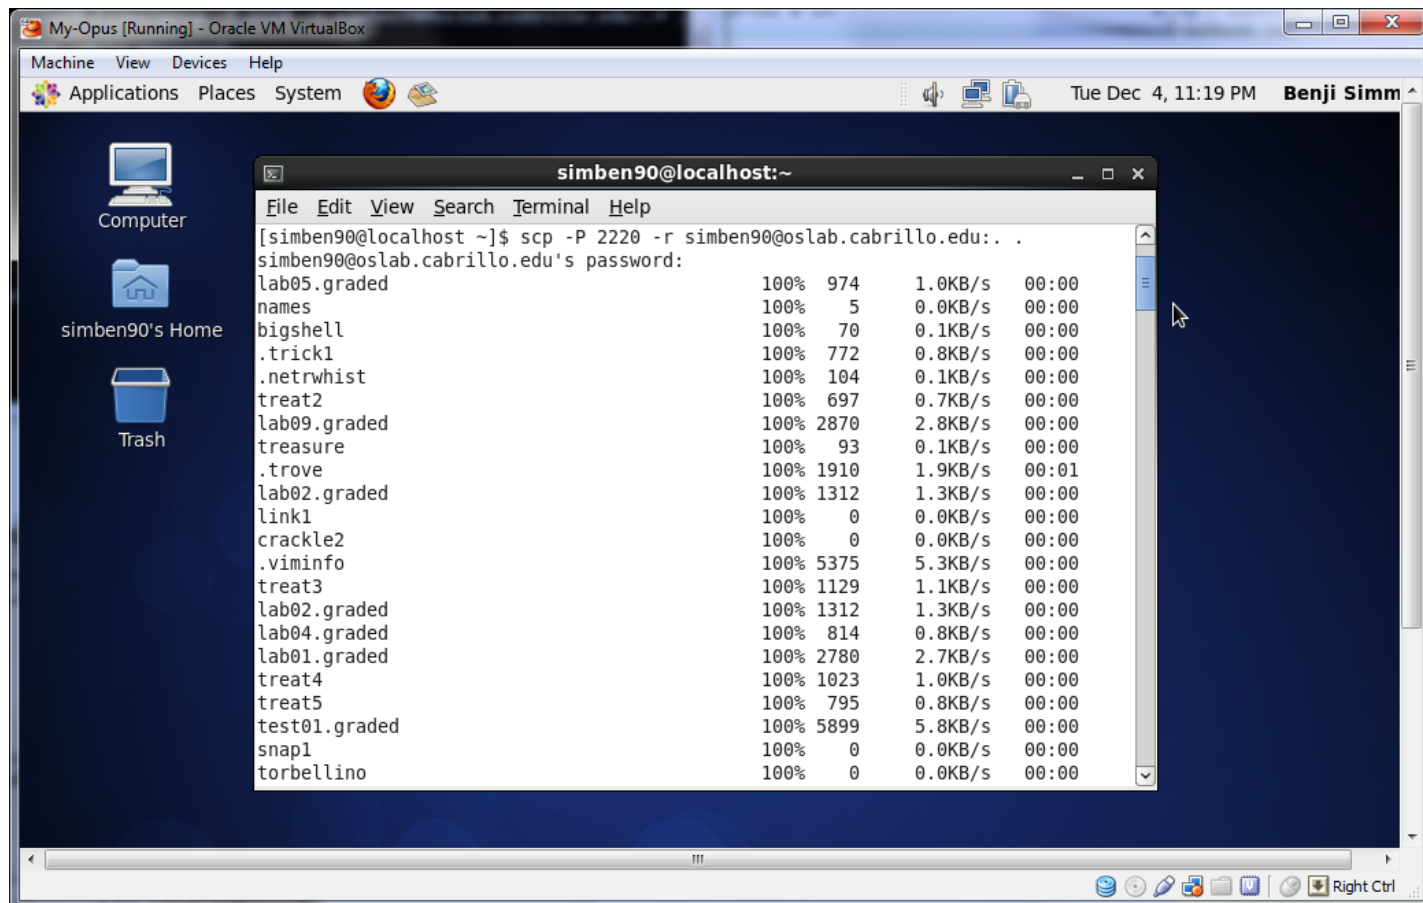 My-Opus [Running] - Oracle VM VirtualBox
Machine View Devices Help
Applications Places System Tue Dec 4, 11:19 PM Benji Simm
Computer
simben90's Home
Trash
simben90@localhost:~
File Edit View Search Terminal Help
[simben90@localhost ~]$ scp -P 2220 -r simben90@oslab.cabrillo.edu:. .
simben90@oslab.cabrillo.edu's password:
lab05.graded 100% 974 1.0KB/s 00:00
names 100% 5 0.0KB/s 00:00
bigshell 100% 70 0.1KB/s 00:00
.trick1 100% 772 0.8KB/s 00:00
.netrwhist 100% 104 0.1KB/s 00:00
treat2 100% 697 0.7KB/s 00:00
lab09.graded 100% 2870 2.8KB/s 00:00
treasure 100% 93 0.1KB/s 00:00
.trove 100% 1910 1.9KB/s 00:01
lab02.graded 100% 1312 1.3KB/s 00:00
link1 100% 0 0.0KB/s 00:00
crackle2 100% 0 0.0KB/s 00:00
.viminfo 100% 5375 5.3KB/s 00:00
treat3 100% 1129 1.1KB/s 00:00
lab02.graded 100% 1312 1.3KB/s 00:00
lab04.graded 100% 814 0.8KB/s 00:00
lab01.graded 100% 2780 2.7KB/s 00:00
treat4 100% 1023 1.0KB/s 00:00
treat5 100% 795 0.8KB/s 00:00
test01.graded 100% 5899 5.8KB/s 00:00
snap1 100% 0 0.0KB/s 00:00
torbellino 100% 0 0.0KB/s 00:00
Right Ctrl